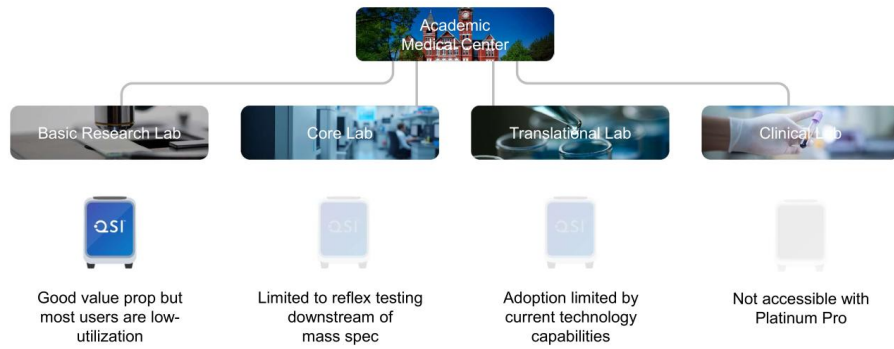 Academic
Medical Center
Basic Research Lab
Core Lab
Translational Lab
Clinical Lab
QSI
QSI
QSI
Good value prop but
most users are low-
utilization
Limited to reflex testing
downstream of
mass spec
Adoption limited by
current technology
capabilities
Not accessible with
Platinum Pro